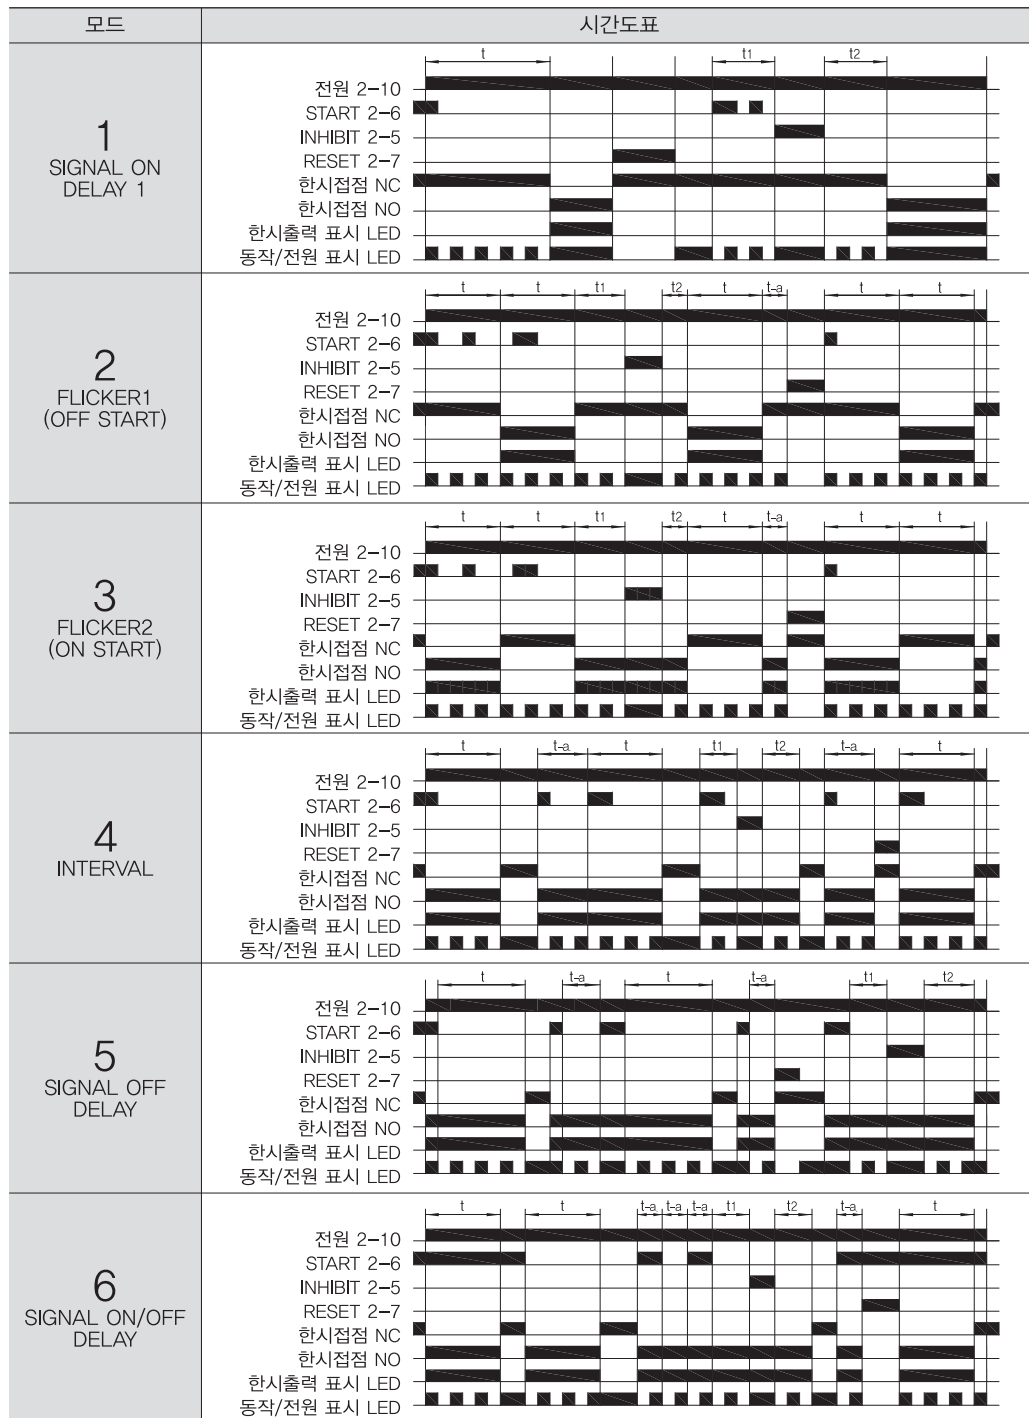 모드 시간도표
1
SIGNAL ON
DELAY 1
t t1 t2
전원 2-10
START 2-6
INHIBIT 2-5
RESET 2-7
한시접점 NC
한시접점 NO
한시출력 표시 LED
동작/전원 표시 LED
2
FLICKER1
(OFF START)
t t t1 t2 t t-a t t
전원 2-10
START 2-6
INHIBIT 2-5
RESET 2-7
한시접점 NC
한시접점 NO
한시출력 표시 LED
동작/전원 표시 LED
3
FLICKER2
(ON START)
t t t1 t2 t t-a t t
전원 2-10
START 2-6
INHIBIT 2-5
RESET 2-7
한시접점 NC
한시접점 NO
한시출력 표시 LED
동작/전원 표시 LED
4
INTERVAL
t t-a t t1 t2 t-a t
전원 2-10
START 2-6
INHIBIT 2-5
RESET 2-7
한시접점 NC
한시접점 NO
한시출력 표시 LED
동작/전원 표시 LED
5
SIGNAL OFF
DELAY
t t-a t t-a t1 t2
전원 2-10
START 2-6
INHIBIT 2-5
RESET 2-7
한시접점 NC
한시접점 NO
한시출력 표시 LED
동작/전원 표시 LED
6
SIGNAL ON/OFF
DELAY
t t t-a t-a t-a t1 t2 t-a t
전원 2-10
START 2-6
INHIBIT 2-5
RESET 2-7
한시접점 NC
한시접점 NO
한시출력 표시 LED
동작/전원 표시 LED